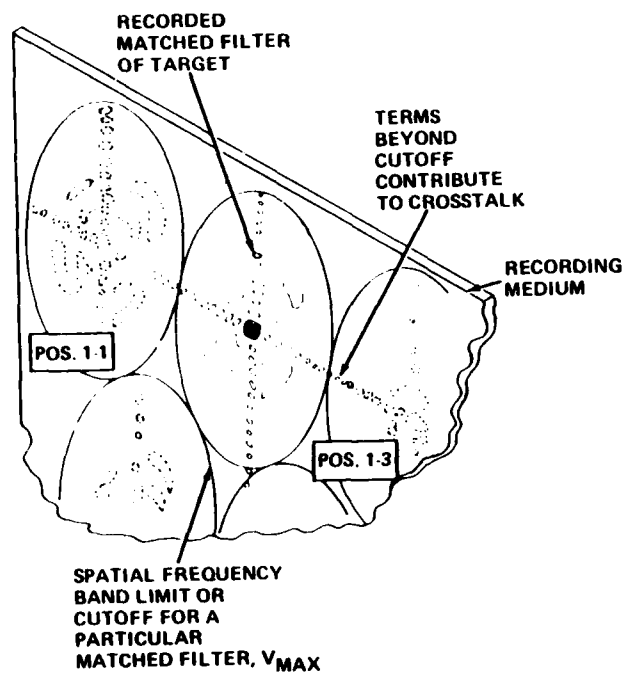 RECORDED
MATCHED FILTER
OF TARGET
TERMS
BEYOND
CUTOFF
CONTRIBUTE
TO CROSSTALK
RECORDING
MEDIUM
POS. 1-1
POS. 1-3
SPATIAL FREQUENCY
BAND LIMIT OR
CUTOFF FOR A
PARTICULAR
MATCHED FILTER, VMAX